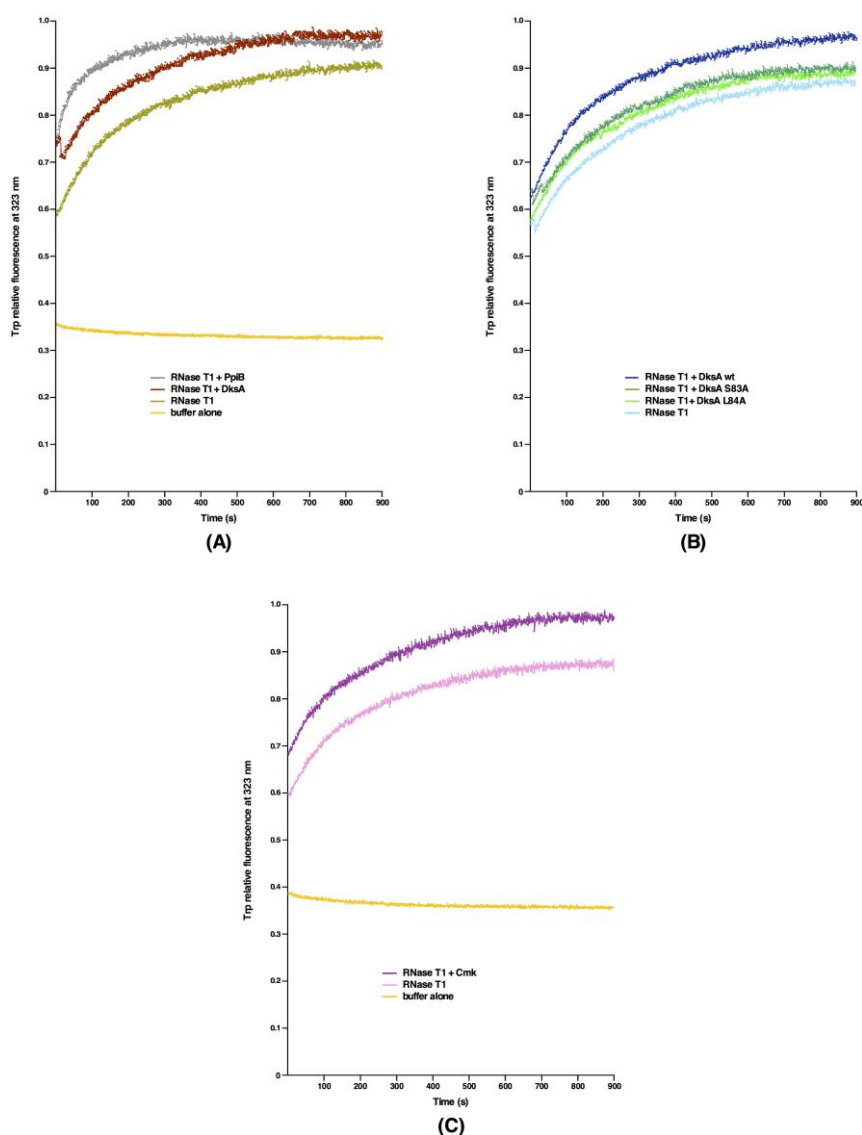 1.0
0.9
0.8
0.7
0.6
0.5
0.4
0.3
0.2
0.1
0
Trp relative fluorescence at 323 nm
RNase T1 + PpiB
RNase T1 + DksA
RNase T1
buffer alone
100 200 300 400 500 600 700 800 900
Time (s)
(A)
1.0
0.9
0.8
0.7
0.6
0.5
0.4
0.3
0.2
0.1
0
Trp relative fluorescence at 323 nm
RNase T1 + DksA wt
RNase T1 + DksA S83A
RNase T1+ DksA L84A
RNase T1
100 200 300 400 500 600 700 800 900
Time (s)
(B)
1.0
0.9
0.8
0.7
0.6
0.5
0.4
0.3
0.2
0.1
0
Trp relative fluorescence at 323 nm
RNase T1 + Cmk
RNase T1
buffer alone
100 200 300 400 500 600 700 800 900
Time (s)
(C)